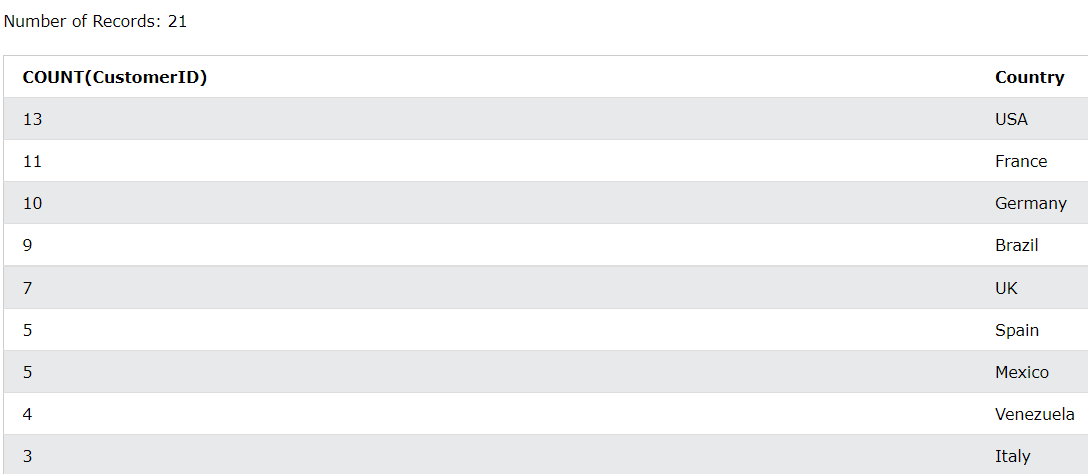 Number of Records: 21
COUNT(CustomerID) Country
13 USA
11 France
10 Germany
9 Brazil
7 UK
5 Spain
5 Mexico
4 Venezuela
3 Italy